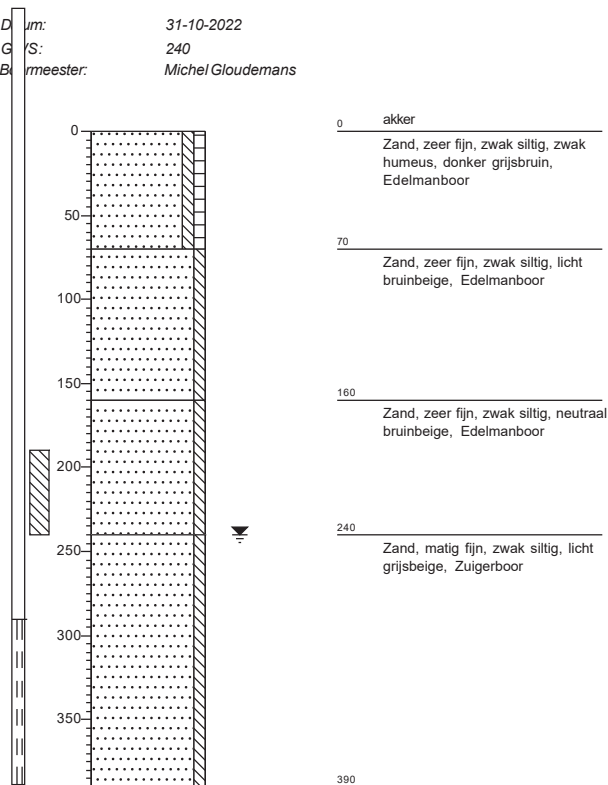 31-10-2022
240
Michel Gloudemans
0
50
100
150
200
250
300
350
0 akker
Zand, zeer fijn, zwak siltig, zwak
humeus, donker grijsbruin,
Edelmanboor
70
Zand, zeer fijn, zwak siltig, licht
bruinbeige, Edelmanboor
160
Zand, zeer fijn, zwak siltig, neutraal
bruinbeige, Edelmanboor
240
Zand, matig fijn, zwak siltig, licht
grijsbeige, Zuigerboor
390